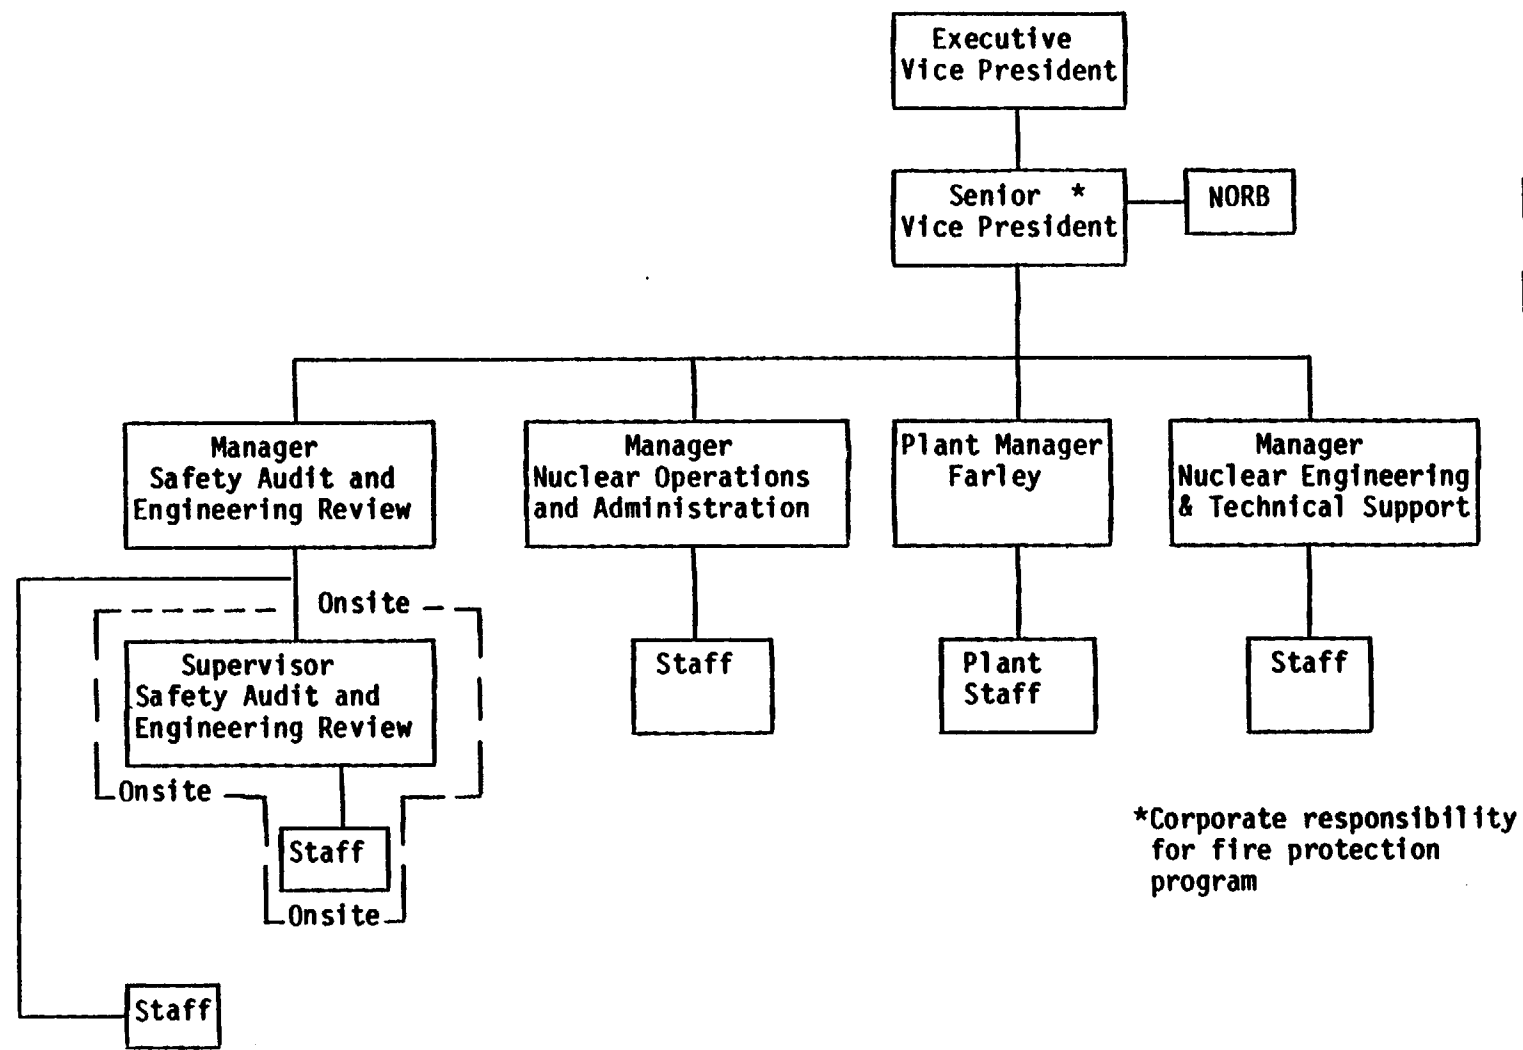 Executive
Vice President
Senior *
Vice President
NORB
Manager
Safety Audit and
Engineering Review
Manager
Nuclear Operations
and Administration
Plant Manager
Farley
Manager
Nuclear Engineering
& Technical Support
Onsite
Supervisor
Safety Audit and
Engineering Review
Onsite
Staff
Onsite
Staff
Staff
Plant
Staff
Staff
*Corporate responsibility
for fire protection
program